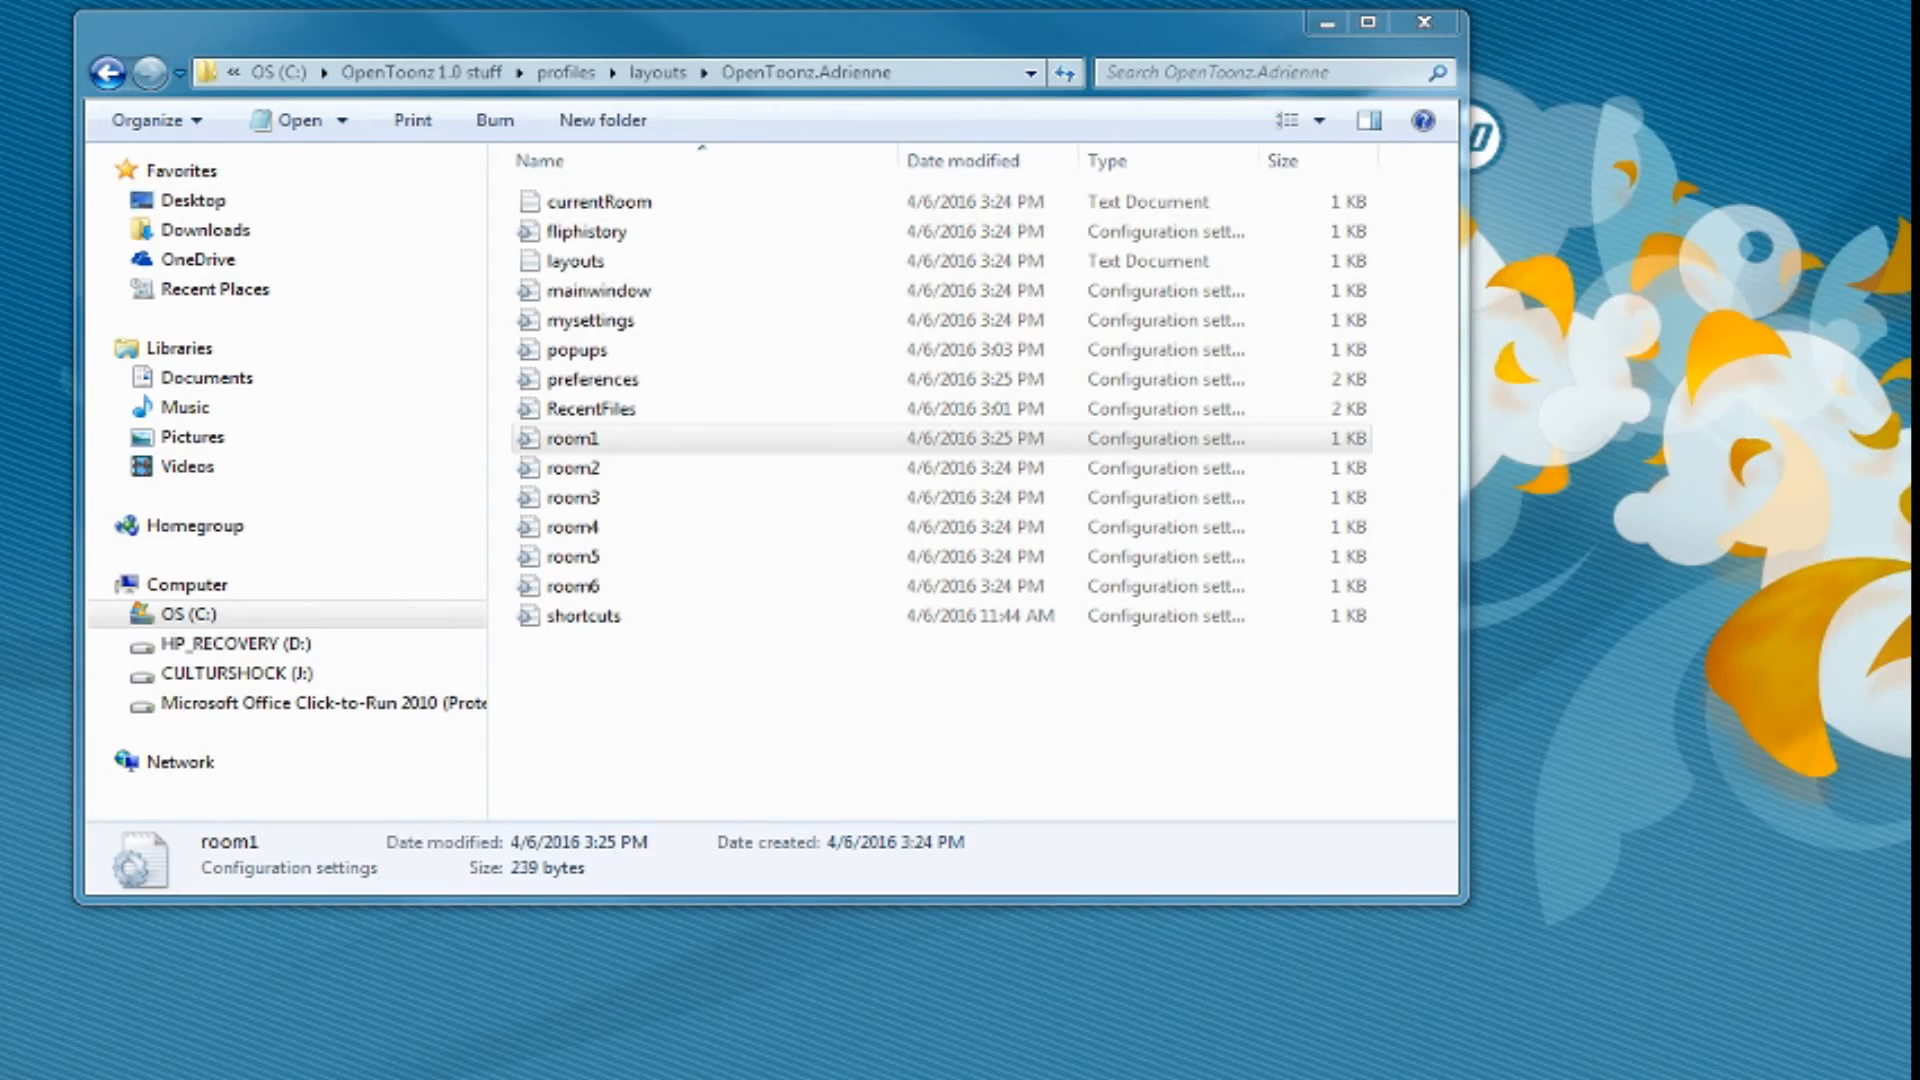 « OS (C:) ▸ OpenToonz 1.0 stuff ▸ profiles ▸ layouts ▸ OpenToonz.Adrienne
Search OpenToonz.Adrienne
Organize Open Print Burn New folder
Name Date modified Type Size
Favorites
Desktop
Downloads
OneDrive
Recent Places
Libraries
Documents
Music
Pictures
Videos
Homegroup
Computer
OS (C:)
HP_RECOVERY (D:)
CULTURSHOCK (J:)
Microsoft Office Click-to-Run 2010 (Prote
Network
currentRoom 4/6/2016 3:24 PM Text Document 1 KB
fliphistory 4/6/2016 3:24 PM Configuration sett... 1 KB
layouts 4/6/2016 3:24 PM Text Document 1 KB
mainwindow 4/6/2016 3:24 PM Configuration sett... 1 KB
mysettings 4/6/2016 3:24 PM Configuration sett... 1 KB
popups 4/6/2016 3:03 PM Configuration sett... 1 KB
preferences 4/6/2016 3:25 PM Configuration sett... 2 KB
RecentFiles 4/6/2016 3:01 PM Configuration sett... 2 KB
room1 4/6/2016 3:25 PM Configuration sett... 1 KB
room2 4/6/2016 3:24 PM Configuration sett... 1 KB
room3 4/6/2016 3:24 PM Configuration sett... 1 KB
room4 4/6/2016 3:24 PM Configuration sett... 1 KB
room5 4/6/2016 3:24 PM Configuration sett... 1 KB
room6 4/6/2016 3:24 PM Configuration sett... 1 KB
shortcuts 4/6/2016 11:44 AM Configuration sett... 1 KB
room1 Date modified: 4/6/2016 3:25 PM Date created: 4/6/2016 3:24 PM
Configuration settings Size: 239 bytes